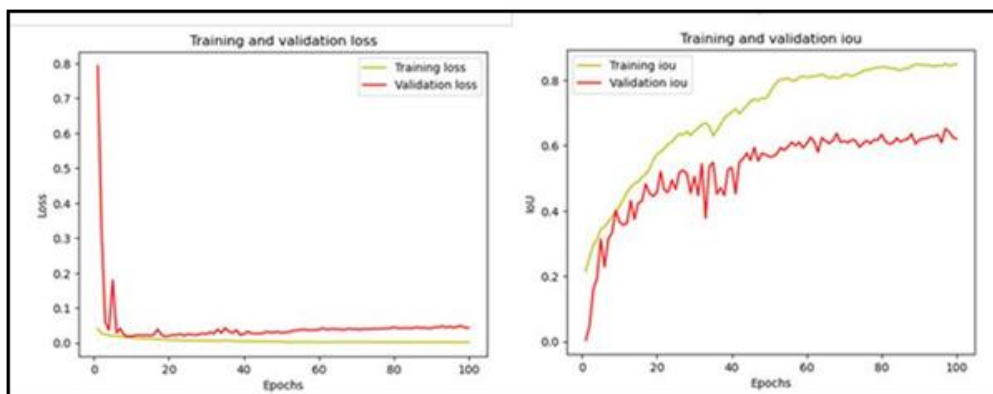 Training and validation loss
Training loss
Validation loss
0.8
0.7
0.6
0.5
0.4
0.3
0.2
0.1
0.0
Loss
0
20
40
60
80
100
Epochs
Training and validation iou
Training iou
Validation iou
0.8
0.6
0.4
0.2
0.0
IoU
0
20
40
60
80
100
Epochs